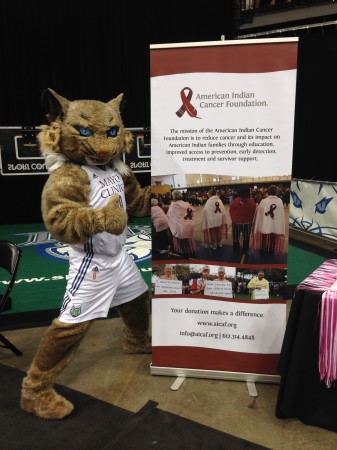 American Indian
Cancer Foundation.
The mission of the American Indian Cancer
Foundation is to reduce cancer and its impact on
American Indian families through education,
improved access to prevention, early detection,
treatment and survivor support.
MAYO
CLINIC
Your donation makes a difference.
www.aicaf.org
info@aicaf.org | 612.314.4848